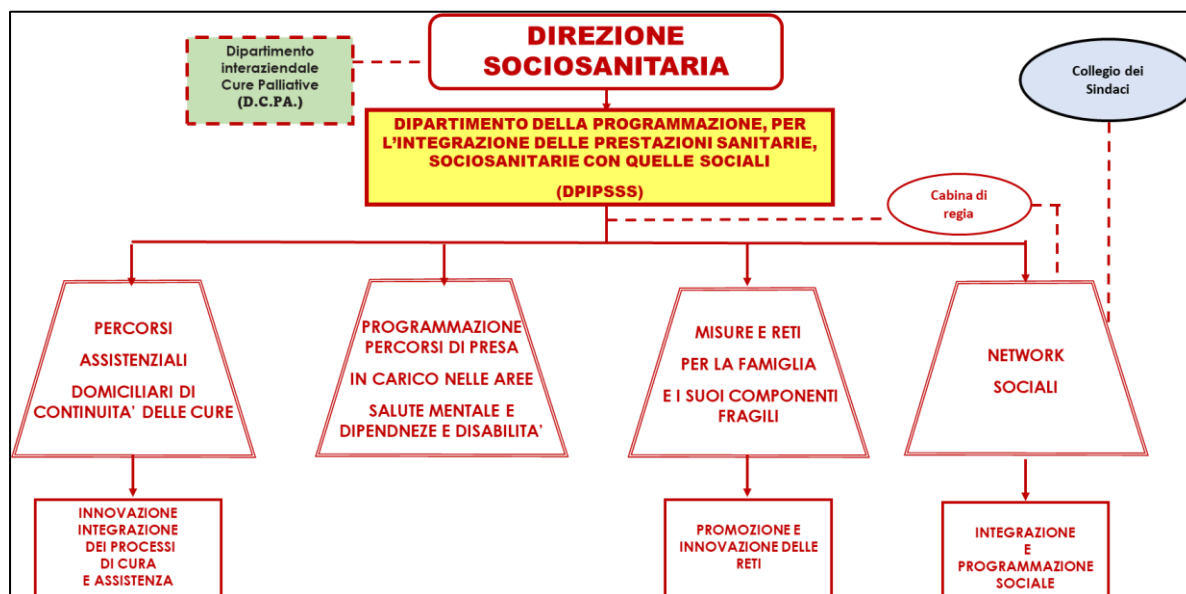 DIREZIONE
SOCIOSANITARIA
Dipartimento
interaziendale
Cure Palliative
(D.C.PA.)
Collegio dei
Sindaci
DIPARTIMENTO DELLA PROGRAMMAZIONE, PER
L'INTEGRAZIONE DELLE PRESTAZIONI SANITARIE,
SOCIOSANITARIE CON QUELLE SOCIALI
(DPIPSSS)
Cabina di
regia
PERCORSI
ASSISTENZIALI
DOMICILIARI DI
CONTINUITA' DELLE CURE
PROGRAMMAZIONE
PERCORSI DI PRESA
IN CARICO NELLE AREE
SALUTE MENTALE E
DIPENDNEZE E DISABILITA'
MISURE E RETI
PER LA FAMIGLIA
E I SUOI COMPONENTI
FRAGILI
NETWORK
SOCIALI
INNOVAZIONE
INTEGRAZIONE
DEI PROCESSI
DI CURA
E ASSISTENZA
PROMOZIONE E
INNOVAZIONE DELLE
RETI
INTEGRAZIONE
E
PROGRAMMAZIONE
SOCIALE